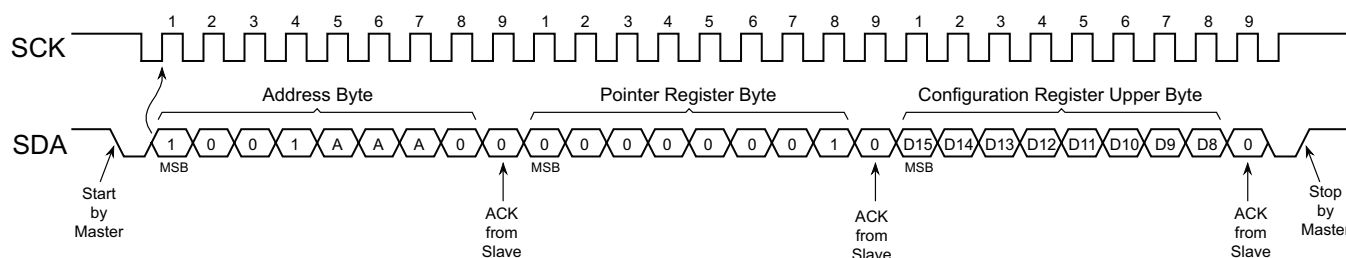 1 2 3 4 5 6 7 8 9 1 2 3 4 5 6 7 8 9 1 2 3 4 5 6 7 8 9
SCK
Address Byte Pointer Register Byte Configuration Register Upper Byte
SDA 1 0 0 1 A A A 0 0 0 0 0 0 0 0 0 1 0 D15 D14 D13 D12 D11 D10 D9 D8 0
MSB MSB MSB
Start
by
Master
ACK
from
Slave
ACK
from
Slave
ACK
from
Slave
Stop
by
Master